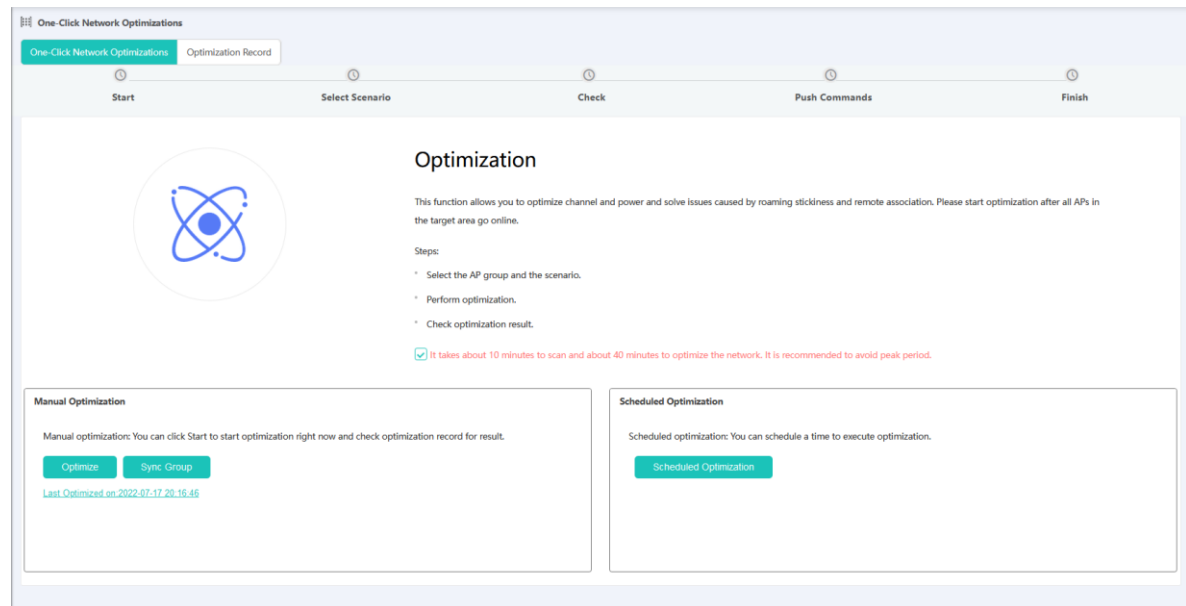 One-Click Network Optimizations
One-Click Network Optimizations
Optimization Record
Start
Select Scenario
Check
Push Commands
Finish
Optimization
This function allows you to optimize channel and power and solve issues caused by roaming stickiness and remote association. Please start optimization after all APs in
the target area go online.
Steps:
Select the AP group and the scenario.
Perform optimization.
Check optimization result.
It takes about 10 minutes to scan and about 40 minutes to optimize the network. It is recommended to avoid peak period.
Manual Optimization
Manual optimization: You can click Start to start optimization right now and check optimization record for result.
Optimize
Sync Group
Last Optimized on 2022-07-17 20:16:46
Scheduled Optimization
Scheduled optimization: You can schedule a time to execute optimization.
Scheduled Optimization